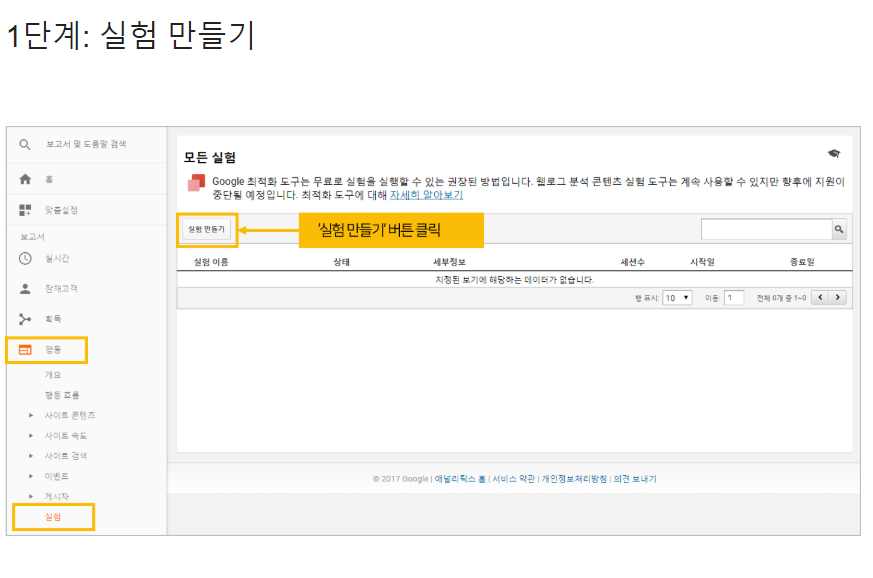 1단계: 실험 만들기
보고서 및 도움말 검색
홈
맞춤설정
보고서
실시간
잠재고객
획득
행동
개요
행동 흐름
사이트 콘텐츠
사이트 속도
사이트 검색
이벤트
게시자
실험
모든 실험
Google 최적화 도구는 무료로 실험을 실행할 수 있는 권장된 방법입니다. 웹로그 분석 콘텐츠 실험 도구는 계속 사용할 수 있지만 향후에 지원이
중단될 예정입니다. 최적화 도구에 대해 자세히 알아보기
실험 만들기
'실험 만들기' 버튼 클릭
실험 이름 상태 세부정보 세션수 시작일 종료일
지정된 보기에 해당하는 데이터가 없습니다.
행 표시: 10 이동: 1 전체 0개 중 1~0
© 2017 Google | 애널리틱스 홈 | 서비스 약관 | 개인정보처리방침 | 의견 보내기